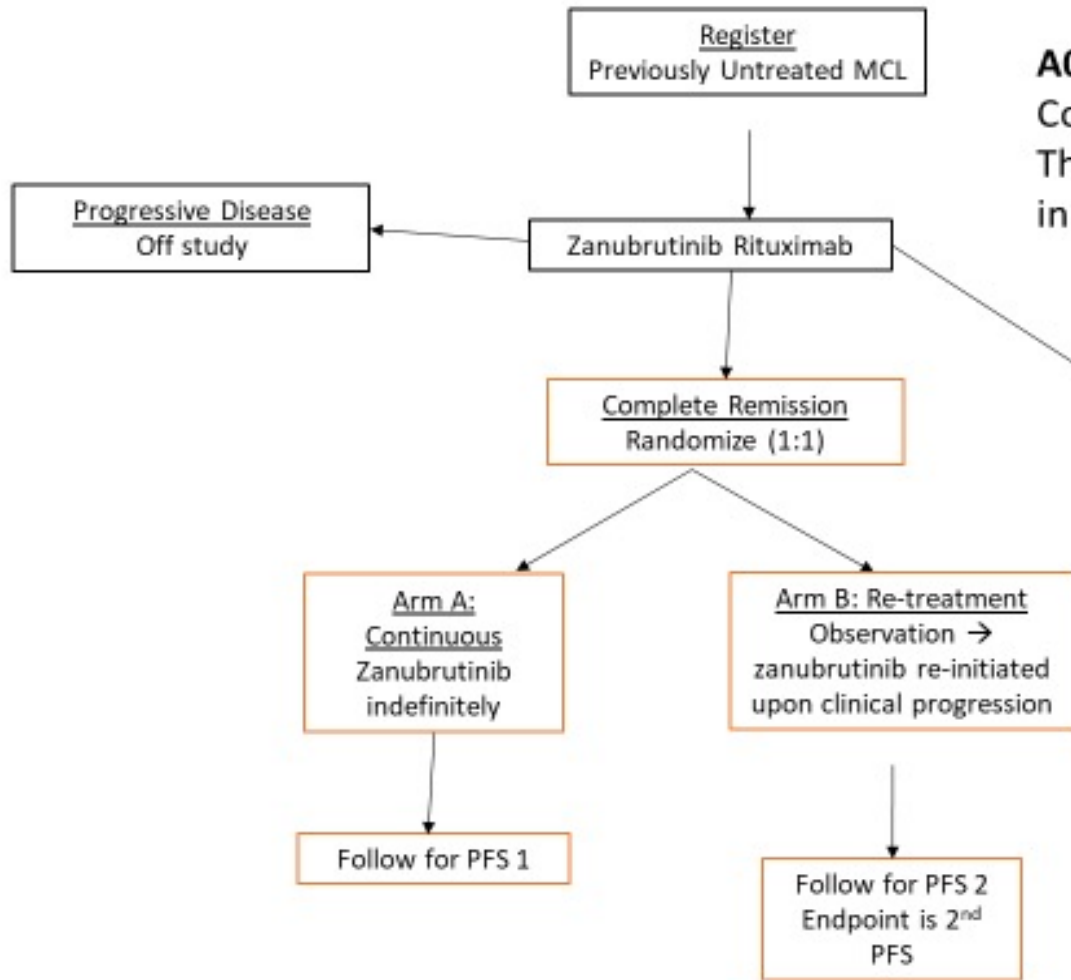 Register
Previously Untreated MCL
Progressive Disease
Off study
Zanubrutinib Rituximab
Complete Remission
Randomize (1:1)
Arm A:
Continuous
Zanubrutinib
indefinitely
Arm B: Re-treatment
Observation →
zanubrutinib re-initiated
upon clinical progression
Follow for PFS 1
Follow for PFS 2
Endpoint is 2nd
PFS
in